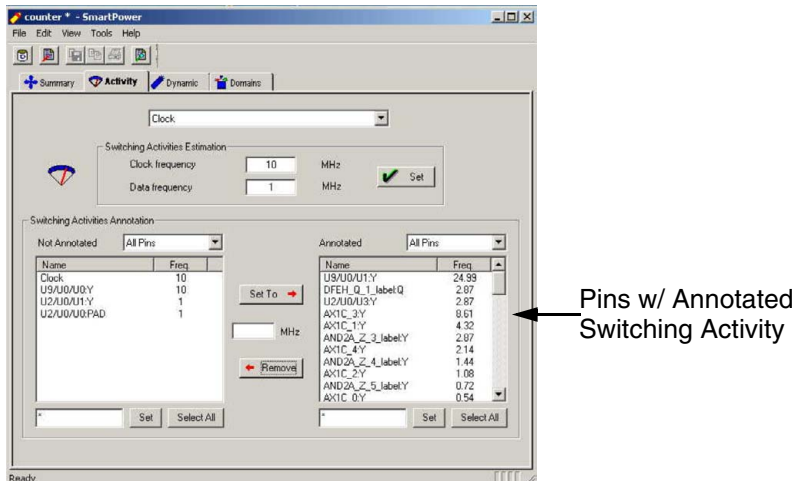 counter * - SmartPower
File Edit View Tools Help
Summary Activity Dynamic Domains
Clock
Switching Activities Estimation
Clock frequency 10 MHz
Data frequency 1 MHz
Set
Switching Activities Annotation
Not Annotated All Pins
Name Freq.
Clock 10
U9/U0/U0:Y 10
U2/U0/U1:Y 1
U2/U0/U0:PAD 1
* Set Select All
Set To
MHz
Remove
Annotated All Pins
Name Freq.
U9/U0/U1:Y 24.99
DFEH_Q_1_label:Q 2.87
U2/U0/U3:Y 2.87
AX1C_3:Y 8.61
AX1C_1:Y 4.32
AND2A_Z_3_label:Y 2.87
AX1C_4:Y 2.14
AND2A_Z_4_label:Y 1.44
AX1C_2:Y 1.08
AND2A_Z_5_label:Y 0.72
AX1C_0:Y 0.54
* Set Select All
Pins w/ Annotated
Switching Activity
Ready